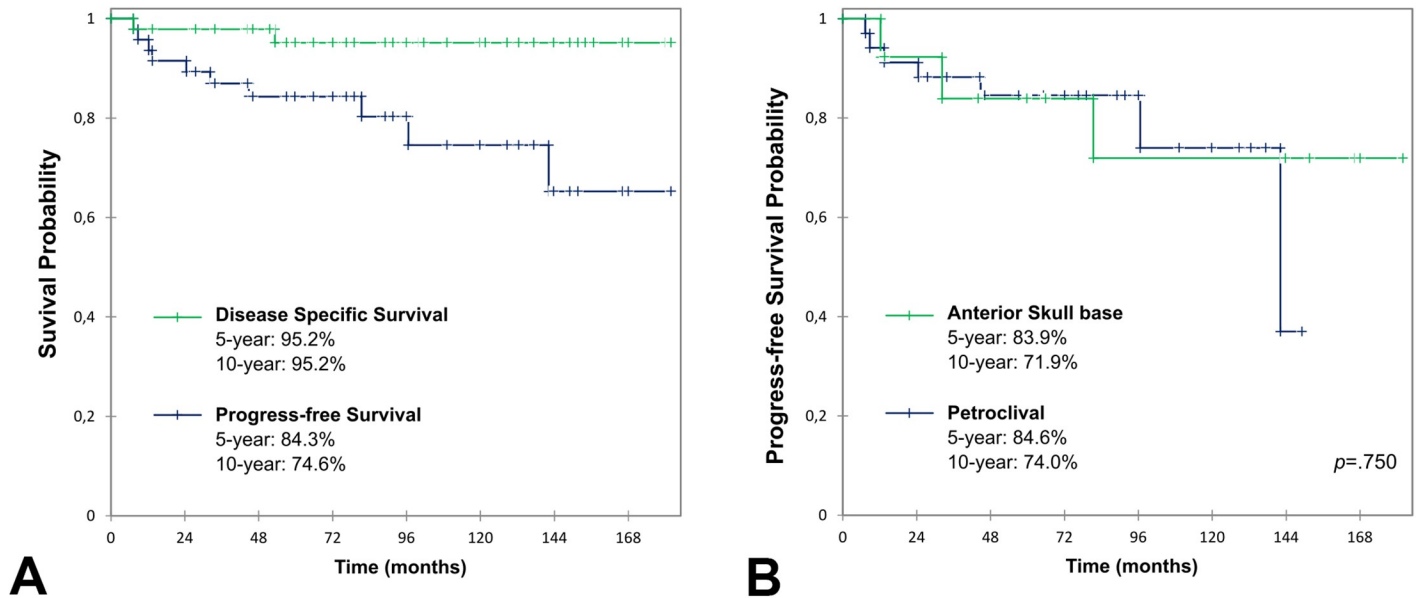 Suvival Probability
1
0,8
0,6
0,4
0,2
0
Disease Specific Survival
5-year: 95.2%
10-year: 95.2%
Progress-free Survival
5-year: 84.3%
10-year: 74.6%
0 24 48 72 96 120 144 168
Time (months)
A
Progress-free Survival Probability
1
0,8
0,6
0,4
0,2
0
Anterior Skull base
5-year: 83.9%
10-year: 71.9%
Petroclival
5-year: 84.6%
10-year: 74.0%
p=.750
0 24 48 72 96 120 144 168
Time (months)
B